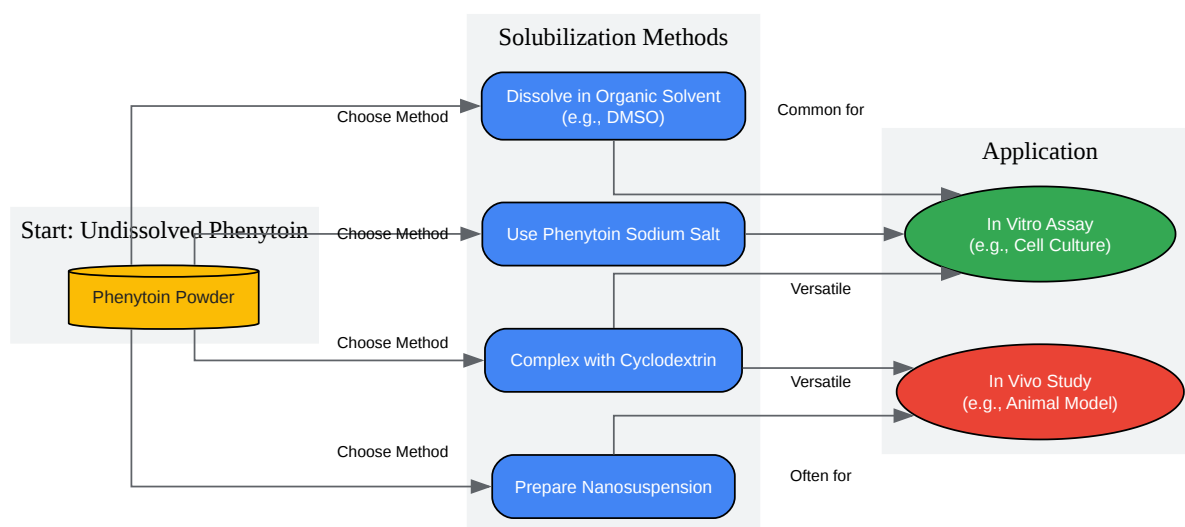 Solubilization Methods
Dissolve in Organic Solvent
(e.g., DMSO)
Choose Method
Common for
Application
Start: Undissolved Phenytoin
Choose Method
Use Phenytoin Sodium Salt
In Vitro Assay
(e.g., Cell Culture)
Phenytoin Powder
Versatile
Choose Method
Complex with Cyclodextrin
Versatile
In Vivo Study
(e.g., Animal Model)
Choose Method
Prepare Nanosuspension
Often for